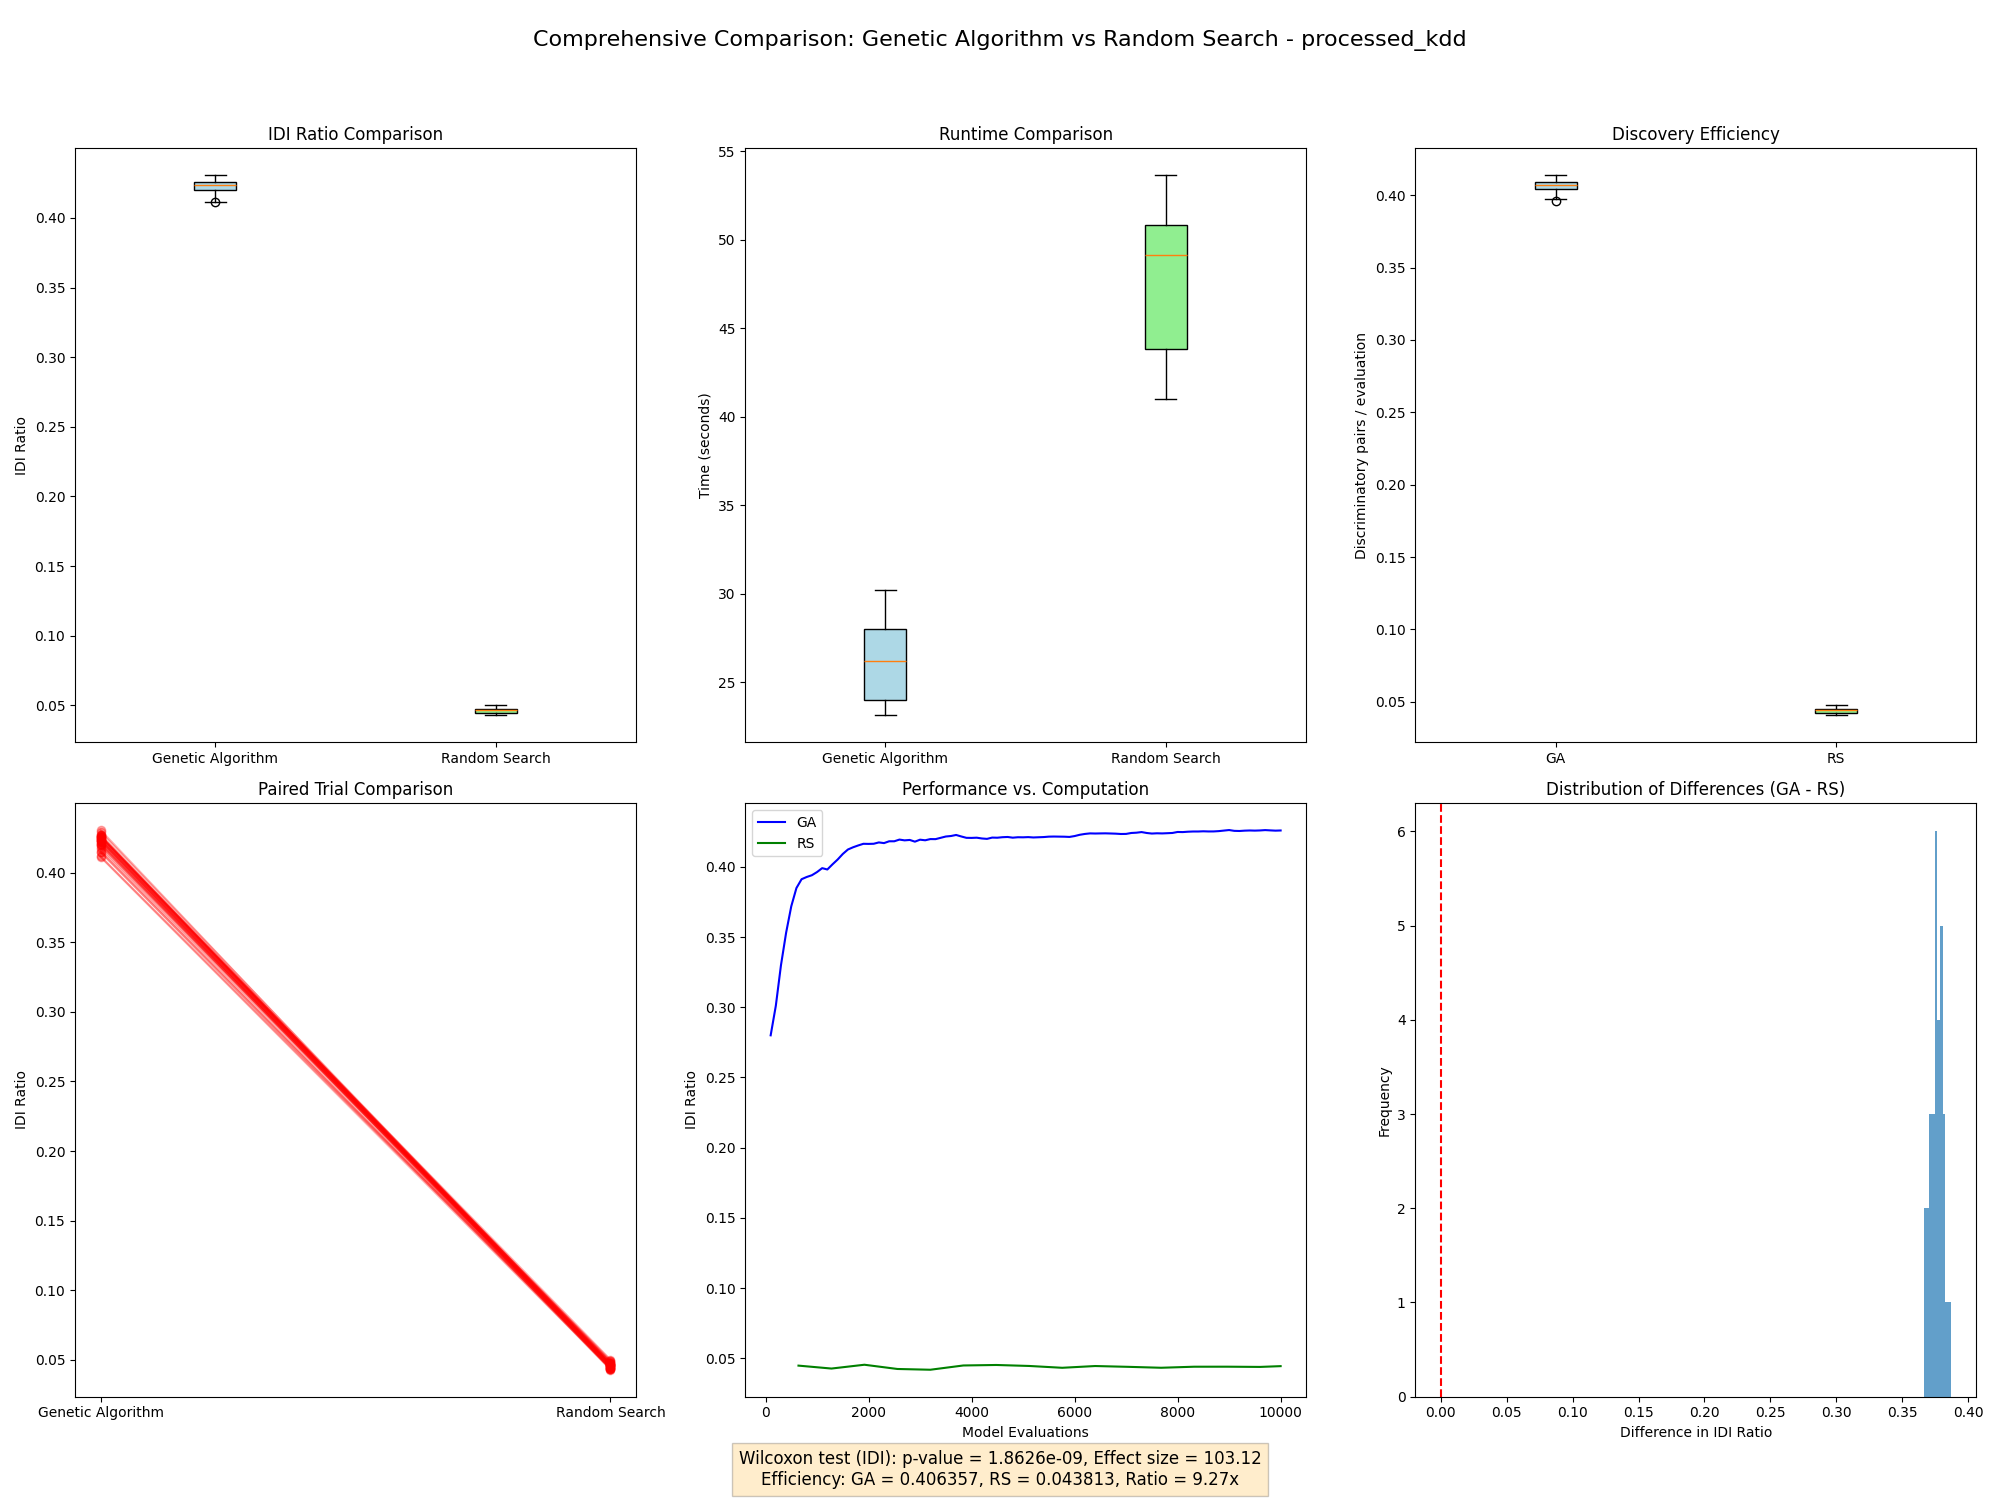 Comprehensive Comparison: Genetic Algorithm vs Random Search - processed_kdd
IDI Ratio Comparison
IDI Ratio
0.40
0.35
0.30
0.25
0.20
0.15
0.10
0.05
Genetic Algorithm
Random Search
Runtime Comparison
Time (seconds)
55
50
45
40
35
30
25
Genetic Algorithm
Random Search
Discovery Efficiency
Discriminatory pairs / evaluation
0.40
0.35
0.30
0.25
0.20
0.15
0.10
0.05
GA
RS
Paired Trial Comparison
IDI Ratio
0.40
0.35
0.30
0.25
0.20
0.15
0.10
0.05
Genetic Algorithm
Random Search
Performance vs. Computation
GA
RS
IDI Ratio
0.40
0.35
0.30
0.25
0.20
0.15
0.10
0.05
0
2000
4000
6000
8000
10000
Model Evaluations
Distribution of Differences (GA - RS)
Frequency
6
5
4
3
2
1
0
0.00
0.05
0.10
0.15
0.20
0.25
0.30
0.35
0.40
Difference in IDI Ratio
Wilcoxon test (IDI): p-value = 1.8626e-09, Effect size = 103.12
Efficiency: GA = 0.406357, RS = 0.043813, Ratio = 9.27x